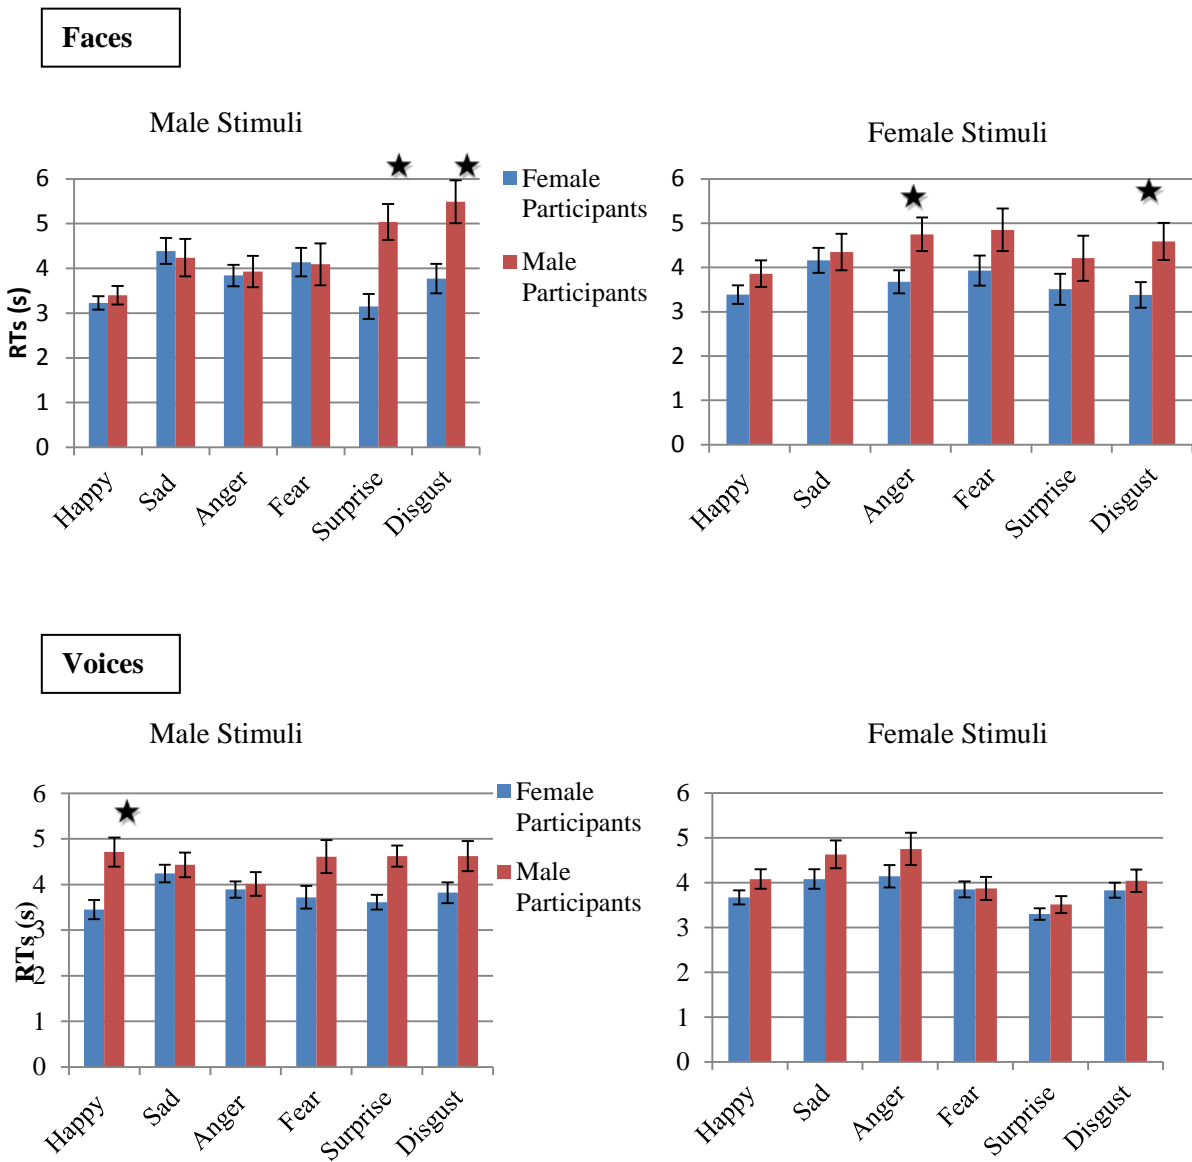 Faces
Male Stimuli
Female Stimuli
6
5
4
3
2
1
0
RTs (s)
Happy
Sad
Anger
Fear
Surprise
Disgust
Female
Participants
Male
Participants
6
5
4
3
2
1
0
Happy
Sad
Anger
Fear
Surprise
Disgust
Voices
Male Stimuli
Female Stimuli
6
5
4
3
2
1
0
RTs (s)
Happy
Sad
Anger
Fear
Surprise
Disgust
Female
Participants
Male
Participants
6
5
4
3
2
1
0
Happy
Sad
Anger
Fear
Surprise
Disgust